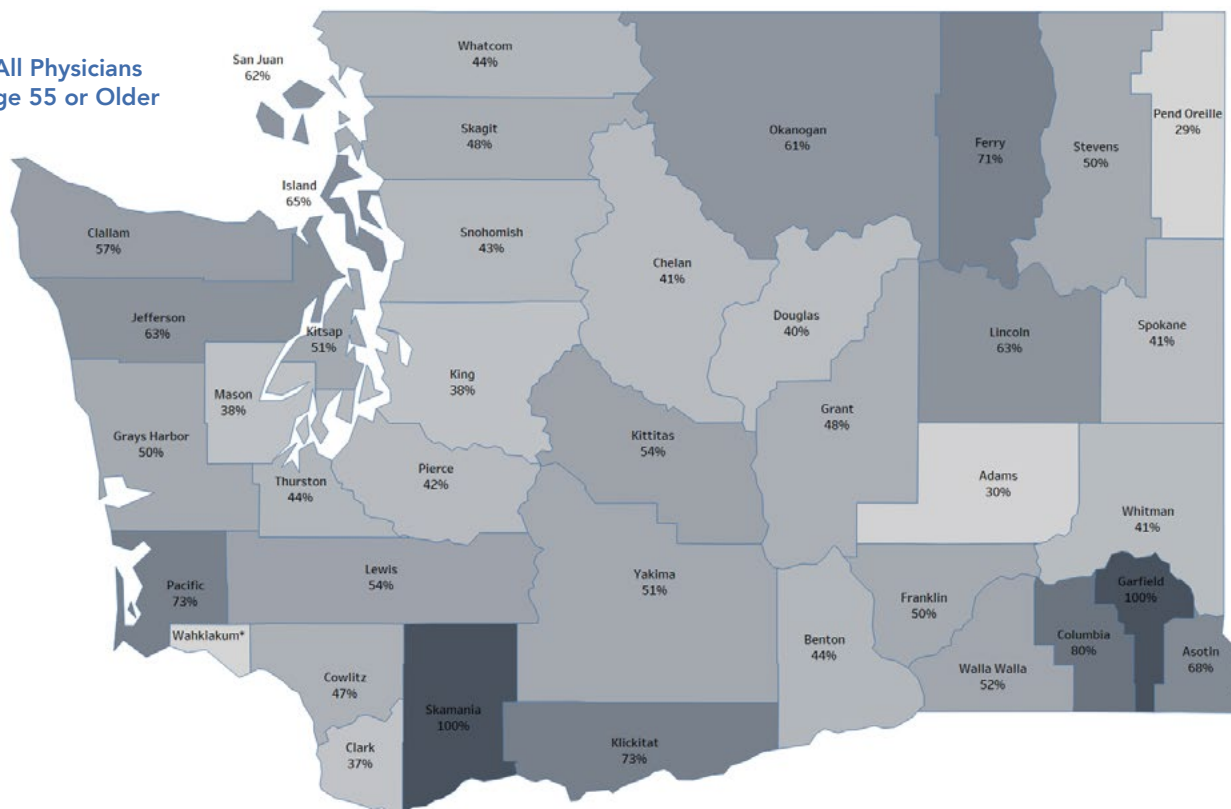 All Physicians
ge 55 or Older
San Juan
62%
Whatcom
44%
Skagit
48%
Okanogan
61%
Ferry
71%
Stevens
50%
Pend Oreille
29%
Island
65%
Clallam
57%
Snohomish
43%
Chelan
41%
Douglas
40%
Jefferson
63%
Kitsap
51%
Lincoln
63%
Spokane
41%
Mason
38%
King
38%
Grant
48%
Grays Harbor
50%
Kittitas
54%
Thurston
44%
Pierce
42%
Adams
30%
Whitman
41%
Pacific
73%
Lewis
54%
Yakima
51%
Franklin
50%
Garfield
100%
Wahklakum*
Benton
44%
Columbia
80%
Asotin
68%
Cowlitz
47%
Walla Walla
52%
Skamania
100%
Clark
37%
Klickitat
73%